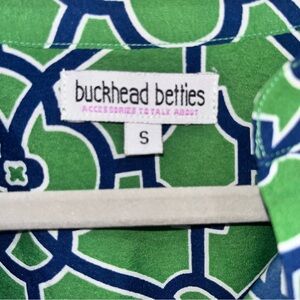 buckhead betties
ACCESSORIES TO TALK ABOUT
S